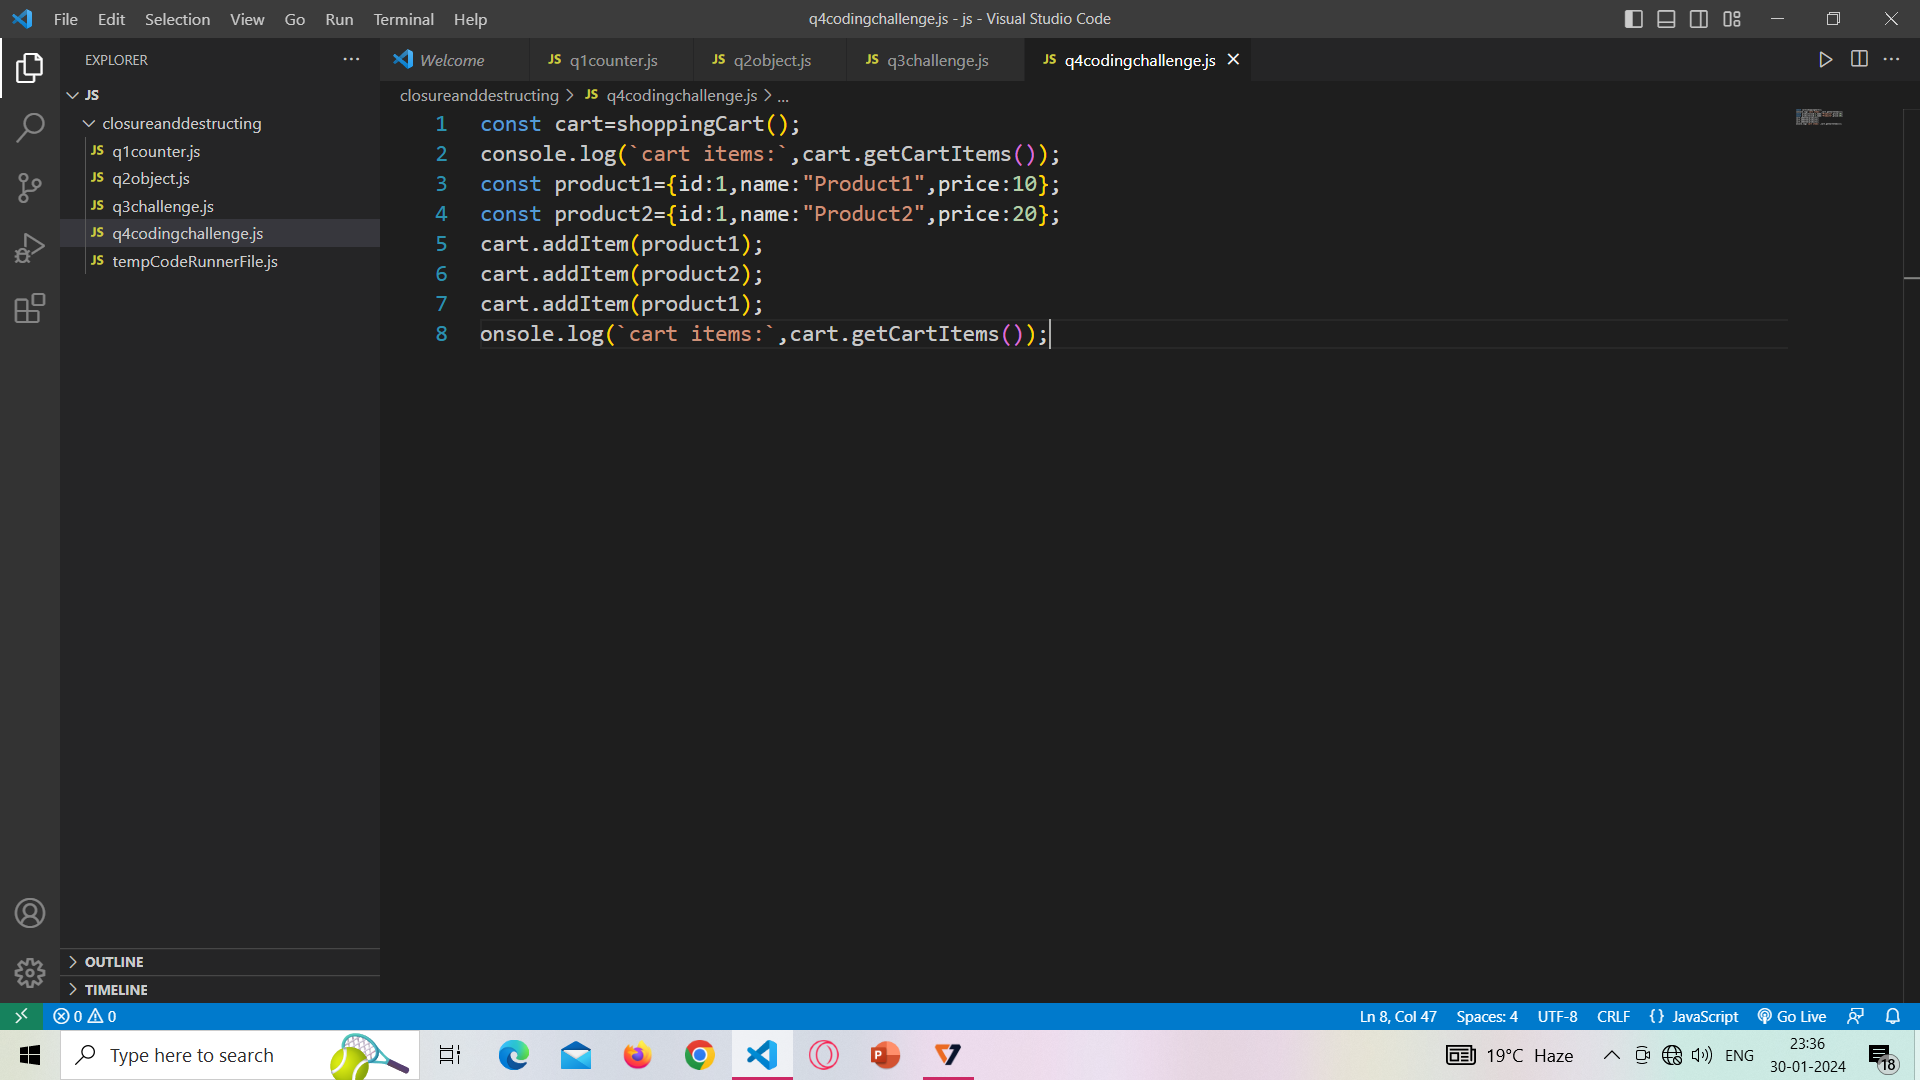 File Edit Selection View Go Run Terminal Help
q4codingchallenge.js - js - Visual Studio Code
EXPLORER
JS
closureanddestructing
JS q1counter.js
JS q2object.js
JS q3challenge.js
JS q4codingchallenge.js
JS tempCodeRunnerFile.js
OUTLINE
TIMELINE
Welcome JS q1counter.js JS q2object.js JS q3challenge.js JS q4codingchallenge.js
closureanddestructing > JS q4codingchallenge.js > ...
1 const cart=shoppingCart();
2 console.log(`cart items:`,cart.getCartItems());
3 const product1={id:1,name:"Product1",price:10};
4 const product2={id:1,name:"Product2",price:20};
5 cart.addItem(product1);
6 cart.addItem(product2);
7 cart.addItem(product1);
8 onsole.log(`cart items:`,cart.getCartItems());
0 0
Ln 8, Col 47 Spaces: 4 UTF-8 CRLF {} JavaScript Go Live
Type here to search
19°C Haze
ENG
23:36
30-01-2024
18